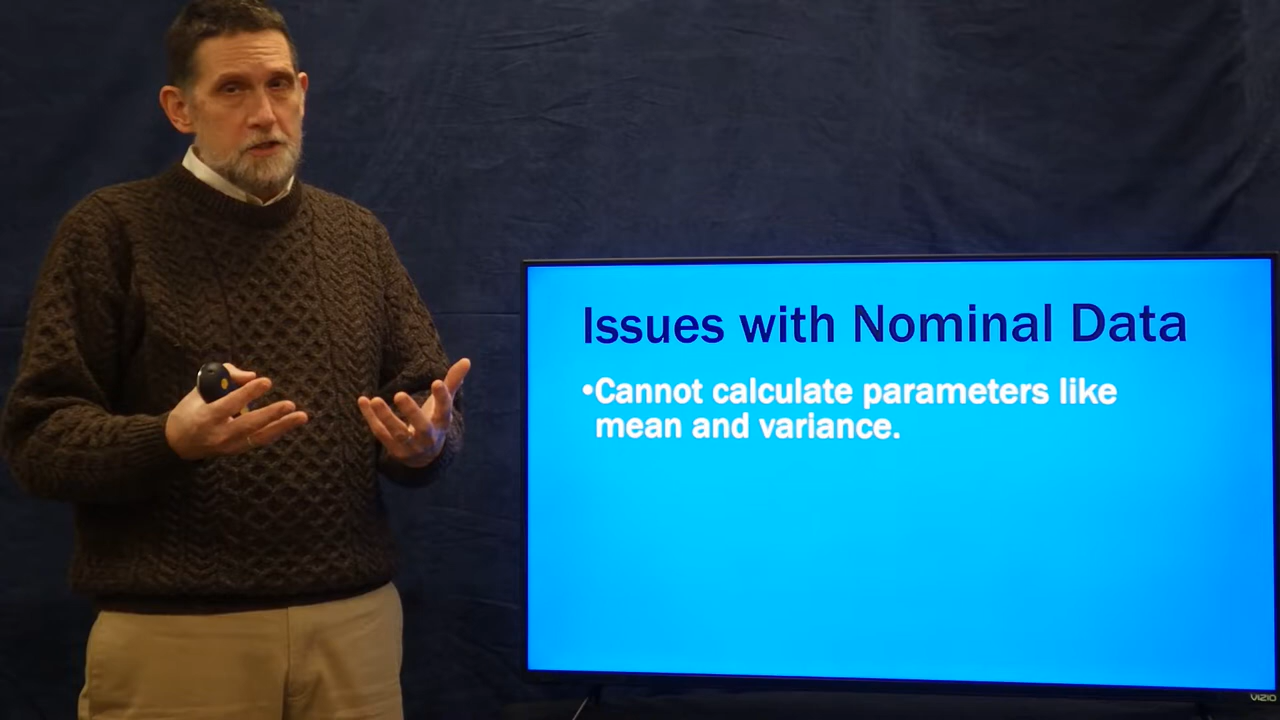 Issues with Nominal Data
•Cannot calculate parameters like
mean and variance.
VIZIO